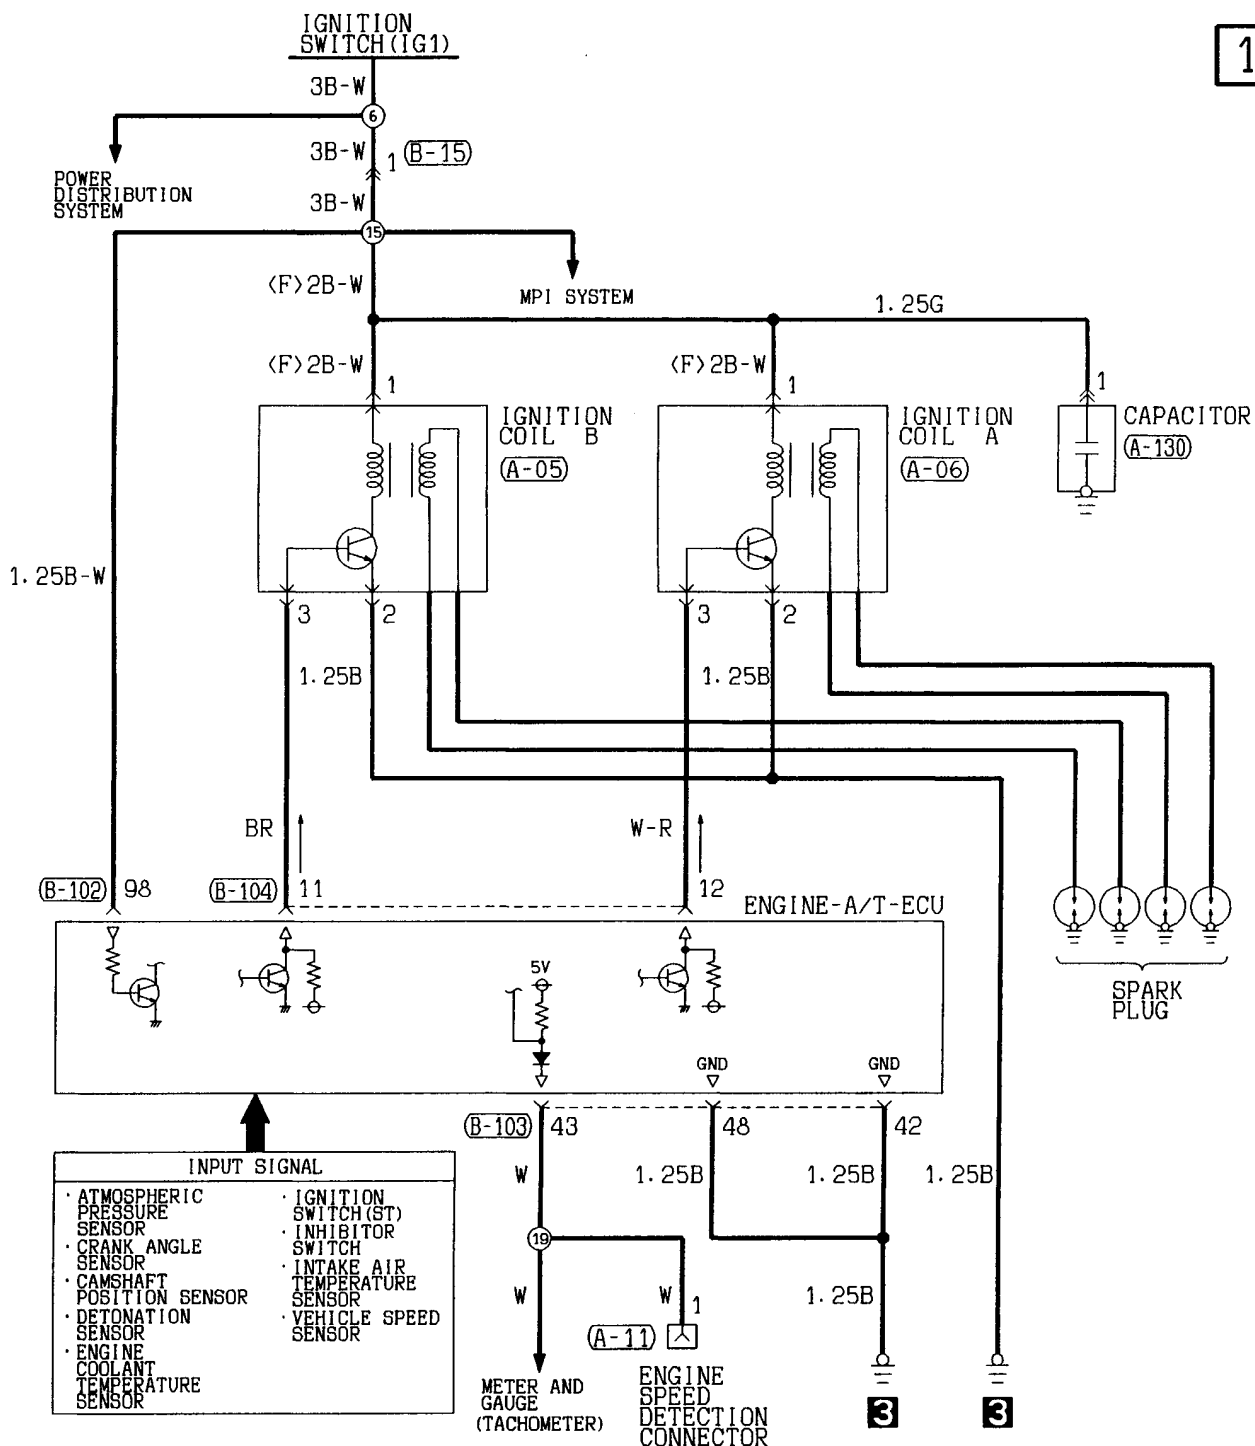 IGNITION
SWITCH(IG1)
1
3B-W
6
3B-W 1 (B-15)
POWER
DISTRIBUTION
SYSTEM
3B-W
15
<F>2B-W
MPI SYSTEM
1.25G
<F>2B-W
1
<F>2B-W
1
1
IGNITION
COIL B
(A-05)
IGNITION
COIL A
(A-06)
CAPACITOR
(A-130)
1.25B-W
3 2
3 2
1.25B
1.25B
BR
W-R
(B-102) 98
(B-104) 11
12
ENGINE-A/T-ECU
5V
SPARK
PLUG
GND
GND
(B-103) 43
48
42
INPUT SIGNAL
· ATMOSPHERIC
PRESSURE
SENSOR
· CRANK ANGLE
SENSOR
· CAMSHAFT
POSITION SENSOR
· DETONATION
SENSOR
· ENGINE
COOLANT
TEMPERATURE
SENSOR
· IGNITION
SWITCH(ST)
· INHIBITOR
SWITCH
· INTAKE AIR
TEMPERATURE
SENSOR
· VEHICLE SPEED
SENSOR
W
1.25B
1.25B
1.25B
19
W
W 1
1.25B
(A-11)
METER AND
GAUGE
(TACHOMETER)
ENGINE
SPEED
DETECTION
CONNECTOR
3
3